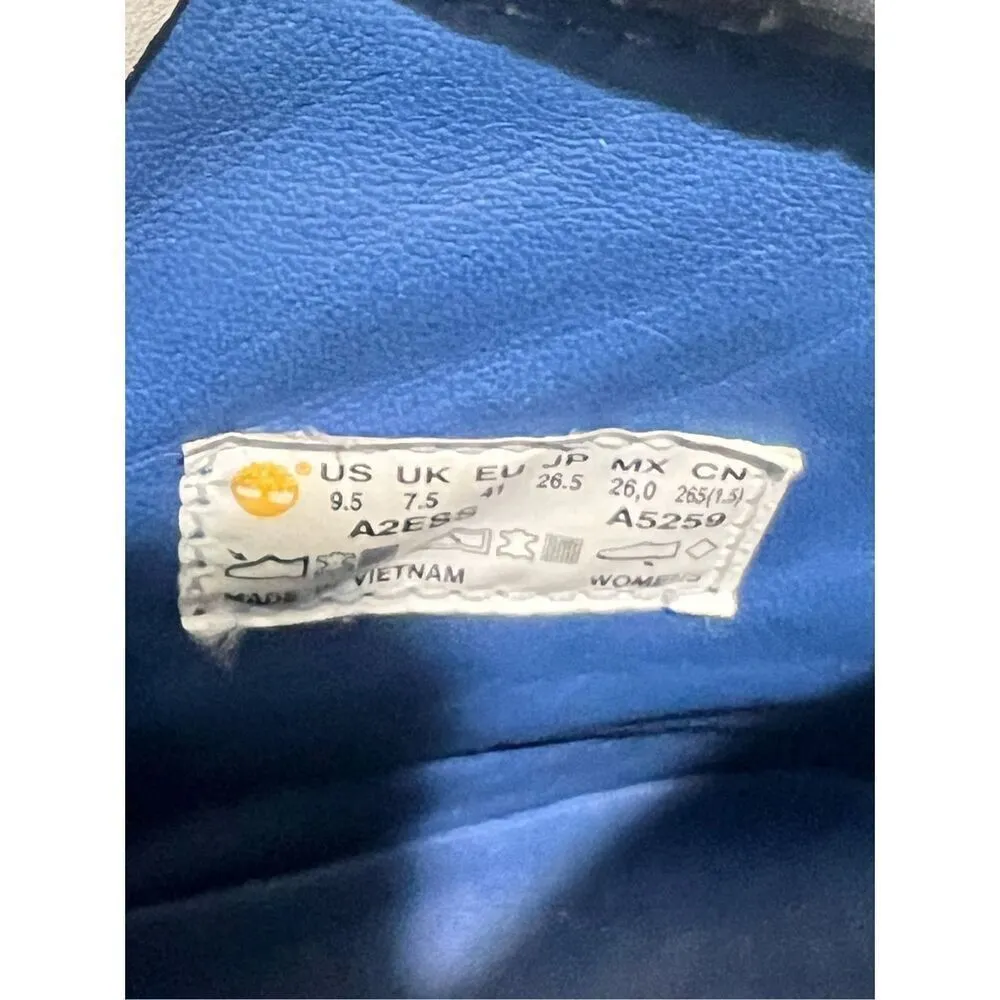 US UK EU JP MX CN
9.5 7.5 41 26.5 26,0 265(1.5)
A5259
VIETNAM